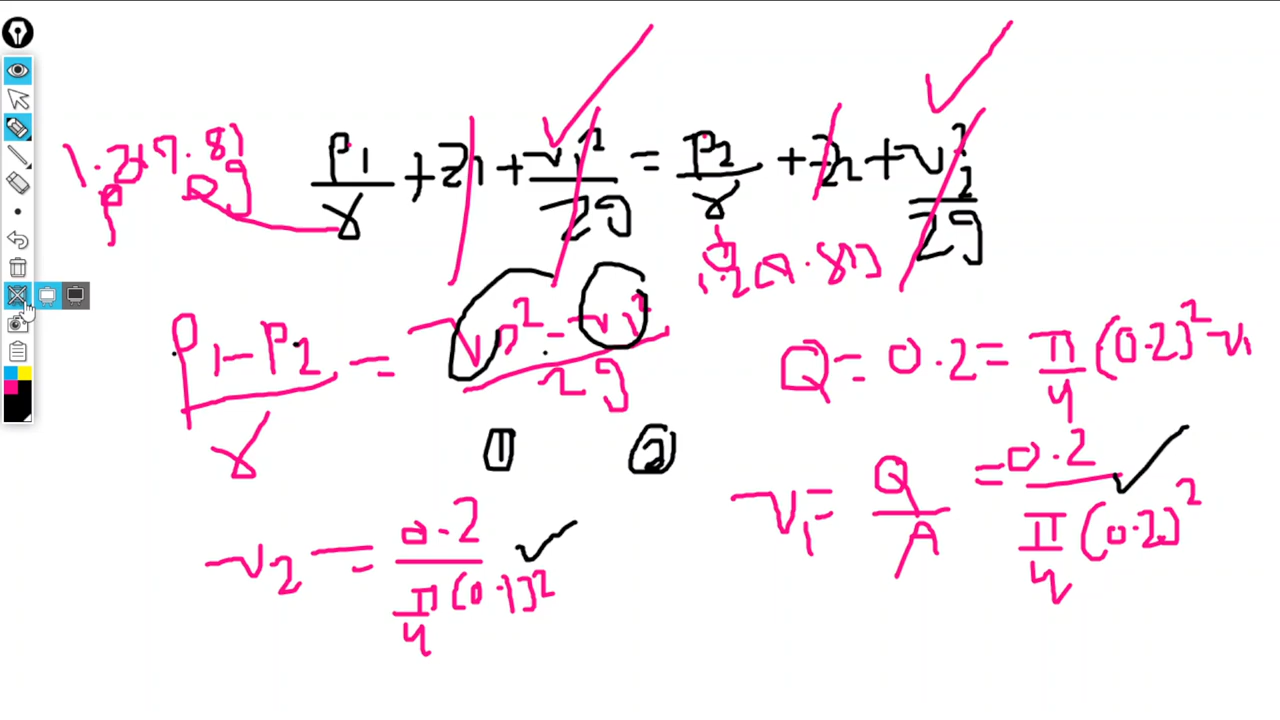 1.2(9.81)
P1/γ + Z1 + V1²/2g = P2/γ + Z2 + V2²/2g
ρ g
1.2(9.81)
P1-P2/γ = V2² - V1²/2g
Q = 0.2 = π/4 (0.2)² V1
1 2
V1 = Q/A = 0.2/π/4 (0.2)²
V2 = 0.2/π/4 (0.1)²